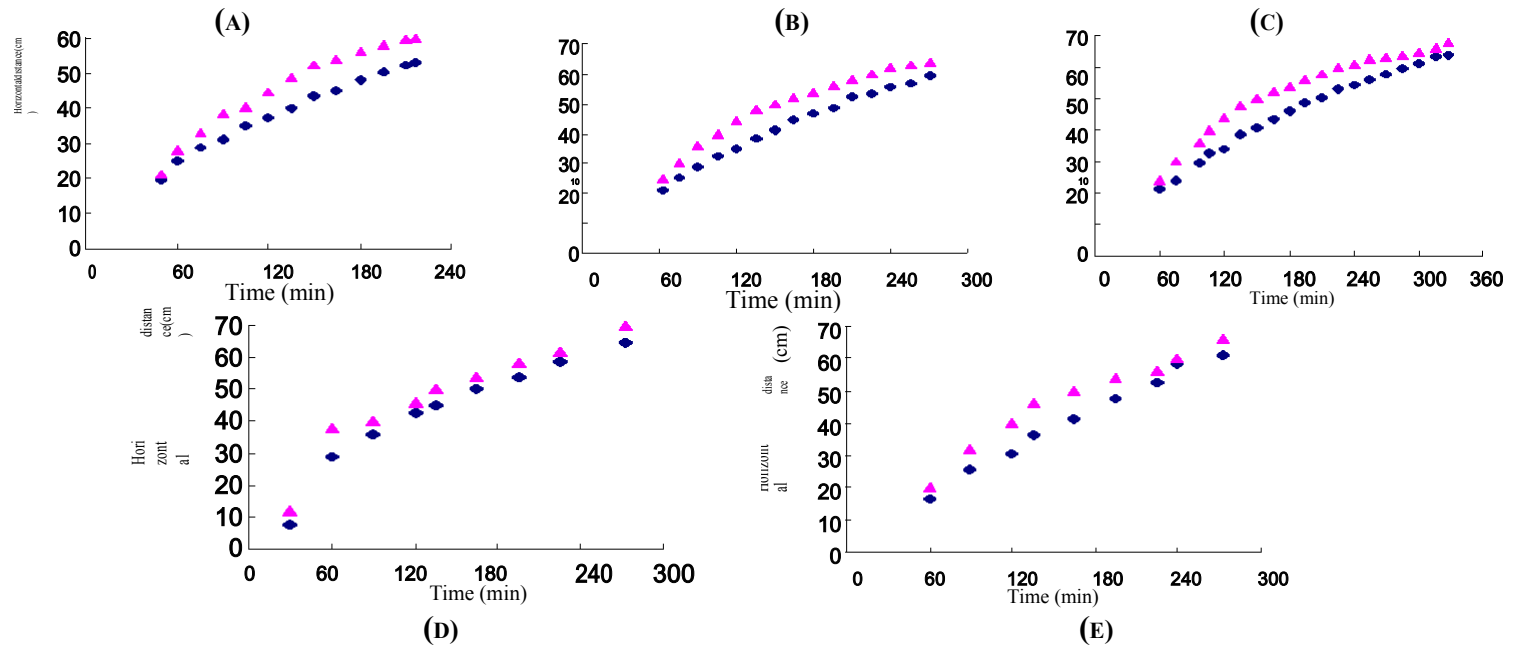 (A)
Horizontaldistance(cm
)
60
50
40
30
20
10
0
0 60 120 180 240
Time (min)
(B)
70
60
50
40
30
10
20
0
0 60 120 180 240 300
Time (min)
(C)
70
60
50
40
30
10
20
0
0 60 120 180 240 300 360
Time (min)
distan
ce(cm
)
Hori
zont
al
70
60
50
40
30
20
10
0
0 60 120 180 240 300
Time (min)
(D)
(cm)
dista
nce
Horizont
al
70
60
50
40
30
20
10
0
0 60 120 180 240 300
Time (min)
(E)